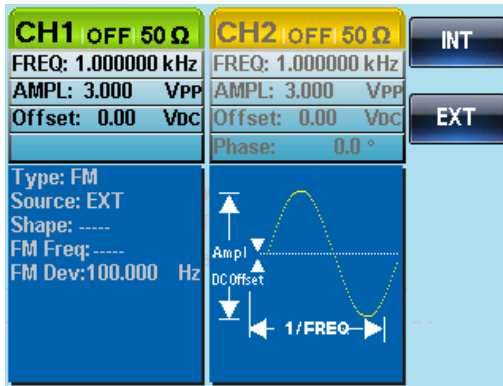 CH1 OFF 50 Ω
FREQ: 1.000000 kHz
AMPL: 3.000 VPP
Offset: 0.00 VDC
Type: FM
Source: EXT
Shape: -----
FM Freq:-----
FM Dev:100.000 Hz
CH2 OFF 50 Ω
FREQ: 1.000000 kHz
AMPL: 3.000 VPP
Offset: 0.00 VDC
Phase: 0.0 °
Ampl
DC Offset
1/FREQ
INT
EXT